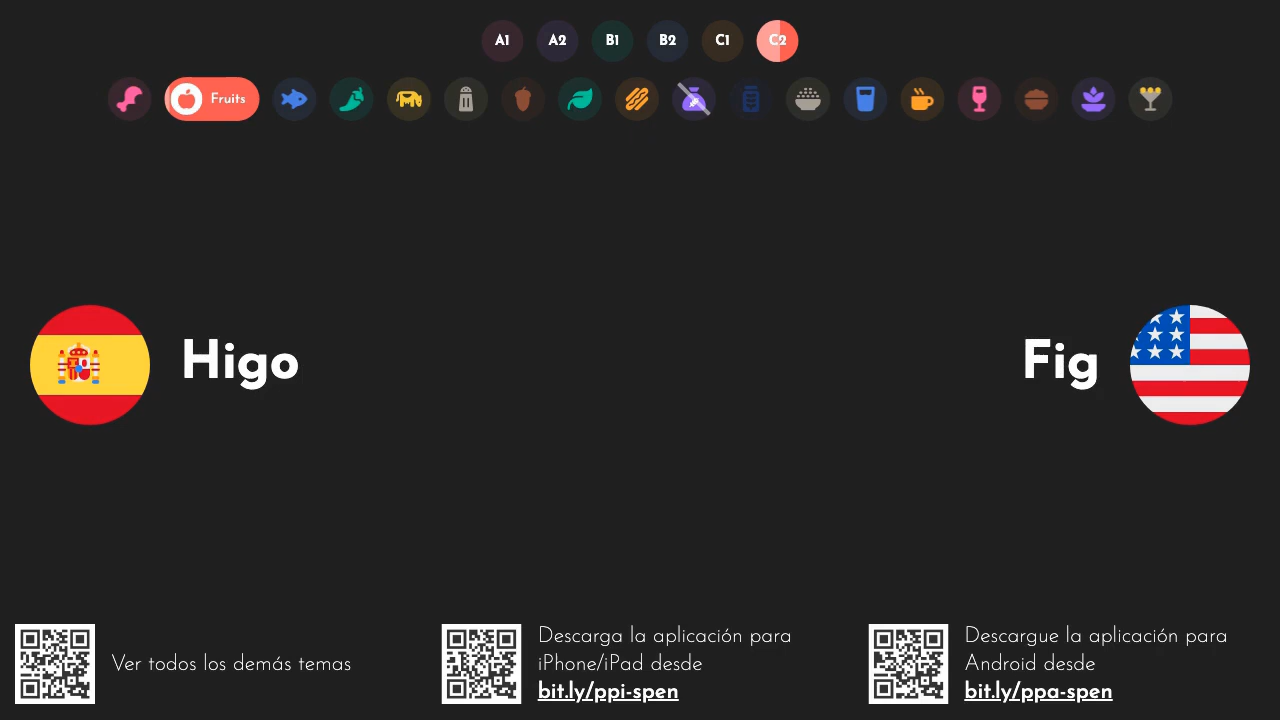 A1 A2 B1 B2 C1 C2
Fruits
Higo
Fig
Ver todos los demás temas
Descarga la aplicación para
iPhone/iPad desde
bit.ly/ppi-spen
Descargue la aplicación para
Android desde
bit.ly/ppa-spen